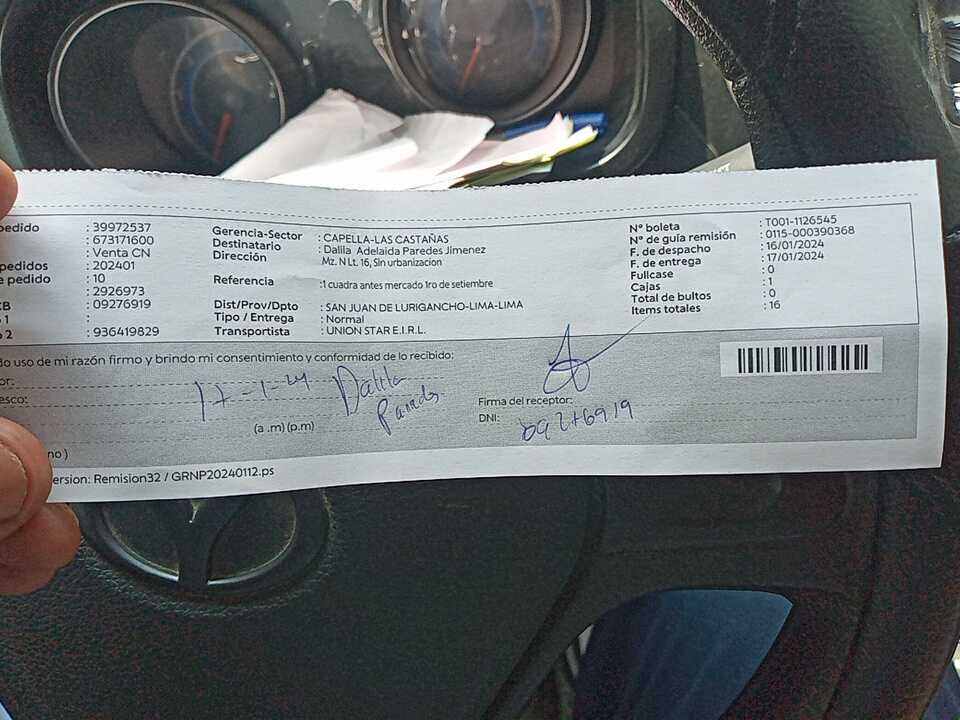 pedido : 39972537
: 673171600
: Venta CN
pedidos : 202401
e pedido : 10
: 2926973
CB : 09276919
o 1 :
o 2 : 936419829
Gerencia-Sector : CAPELLA-LAS CASTAÑAS
Destinatario : Dalila Adelaida Paredes Jimenez
Dirección Mz. N Lt. 16, Sin urbanizacion
Referencia :1 cuadra antes mercado 1ro de setiembre
Dist/Prov/Dpto : SAN JUAN DE LURIGANCHO-LIMA-LIMA
Tipo / Entrega : Normal
Transportista : UNION STAR E.I.R.L.
N° boleta : T001-1126545
N° de guía remisión : 0115-000390368
F. de despacho : 16/01/2024
F. de entrega : 17/01/2024
Fullcase : 0
Cajas : 1
Total de bultos : 0
Items totales : 16
do uso de mi razón firmo y brindo mi consentimiento y conformidad de lo recibido:
or:
esco: 17-1-24 Dalila
Paredes
(a .m) (p.m)
Firma del receptor:
DNI: 09276919
no )
ersion: Remision32 / GRNP20240112.ps